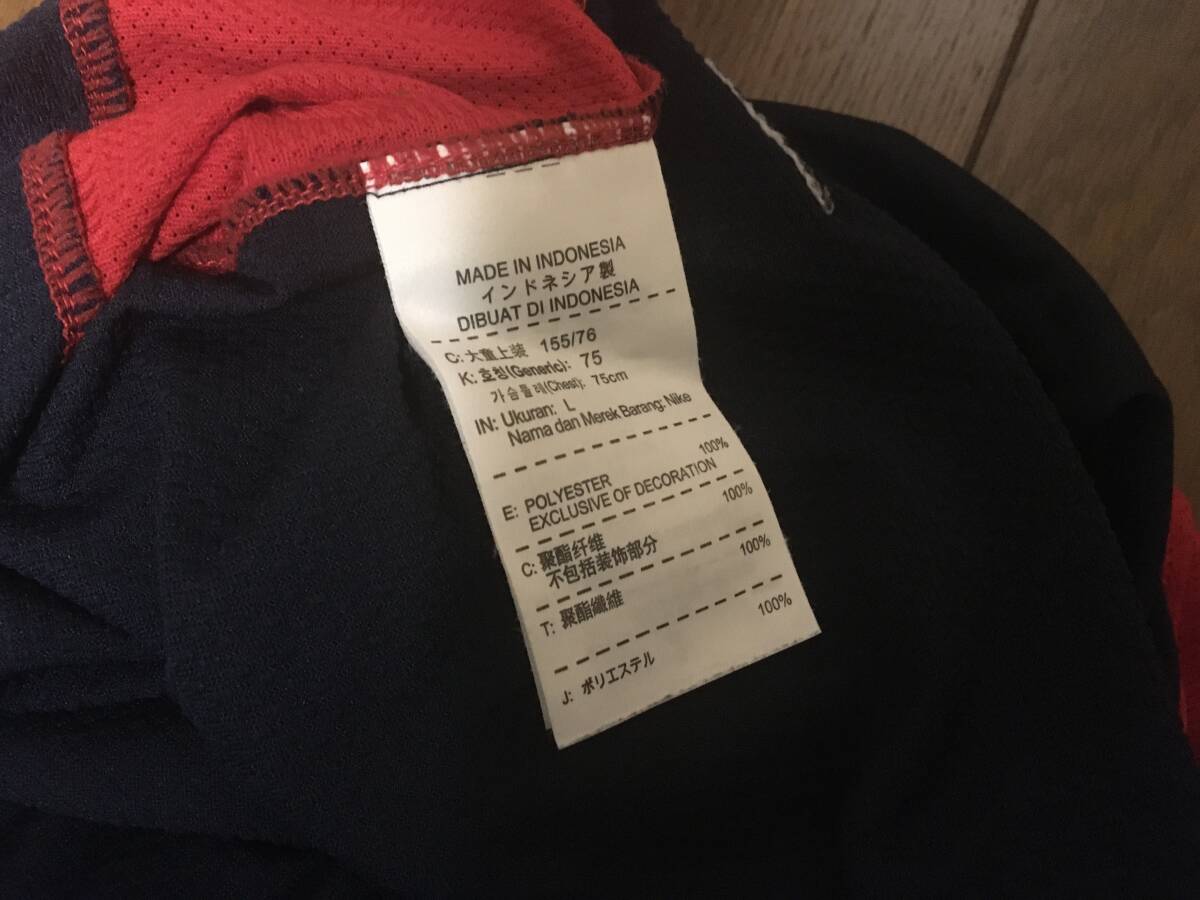 MADE IN INDONESIA
インドネシア製
DIBUAT DI INDONESIA
C: 大童上装 155/76
K: 호칭(Generic): 75
가슴둘레(Chest): 75cm
IN: Ukuran: L
Nama dan Merek Barang: Nike
E: POLYESTER 100%
EXCLUSIVE OF DECORATION
C: 聚酯纤维 100%
不包括装饰部分
T: 聚酯纖維 100%
J: ポリエステル 100%